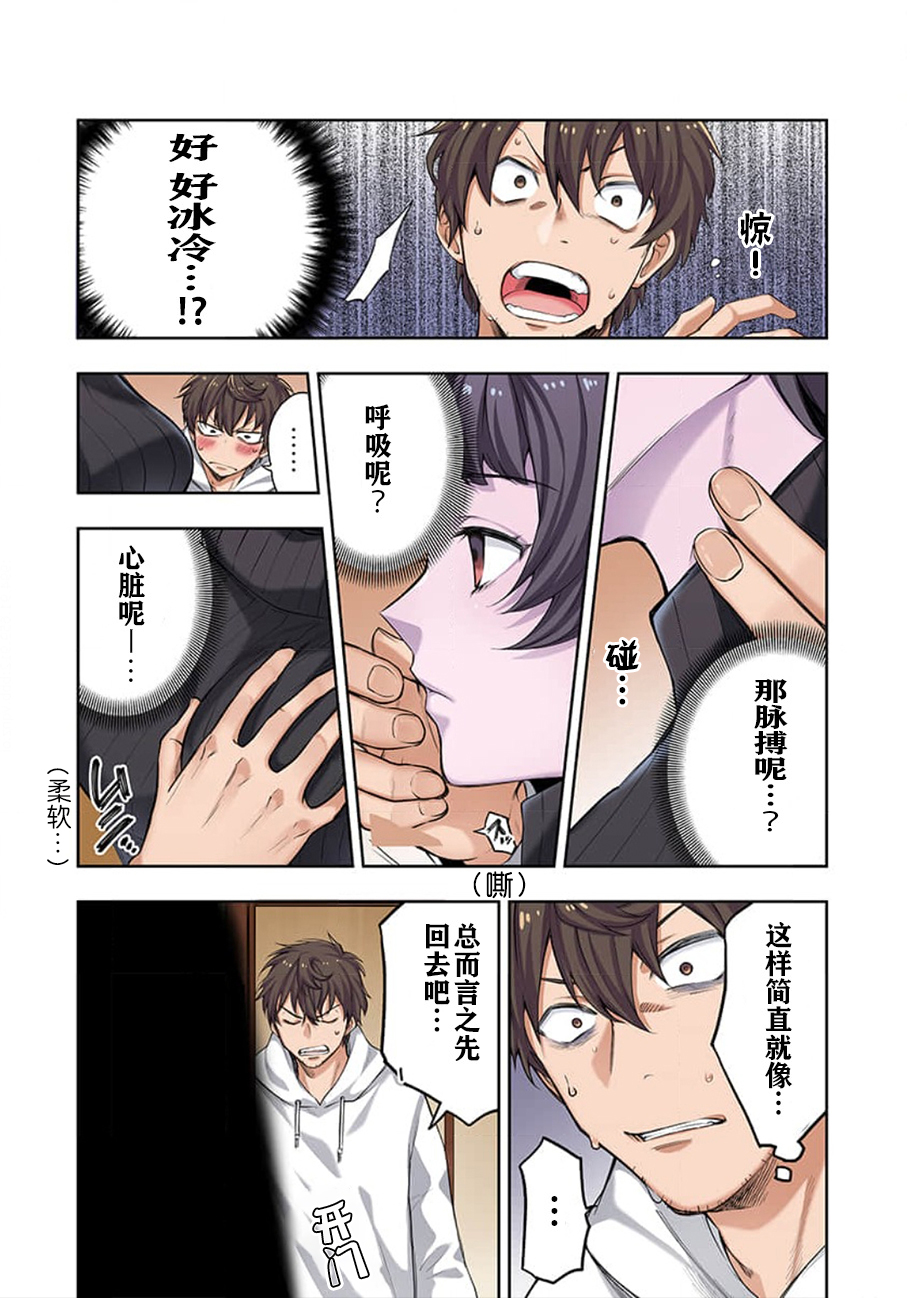 惊！
好
好冰冷…
!?
那脉搏呢…?
碰…
呼吸呢?
（嘶）
……
心脏呢—…
（柔软…）
这样简直就像…
…
总而言之先
回去吧…
开门